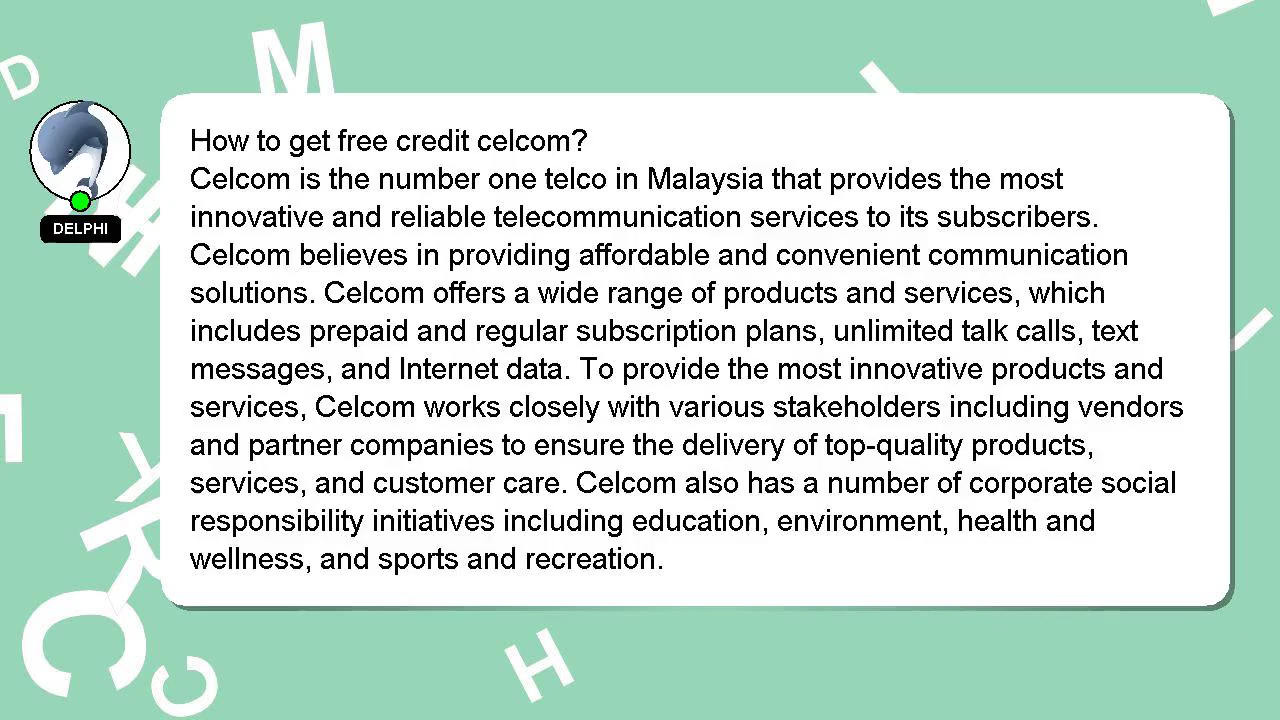 How to get free credit celcom?
Celcom is the number one telco in Malaysia that provides the most
innovative and reliable telecommunication services to its subscribers.
Celcom believes in providing affordable and convenient communication
solutions. Celcom offers a wide range of products and services, which
includes prepaid and regular subscription plans, unlimited talk calls, text
messages, and Internet data. To provide the most innovative products and
services, Celcom works closely with various stakeholders including vendors
and partner companies to ensure the delivery of top-quality products,
services, and customer care. Celcom also has a number of corporate social
responsibility initiatives including education, environment, health and
wellness, and sports and recreation.
DELPHI
D
M
R
C
C
H